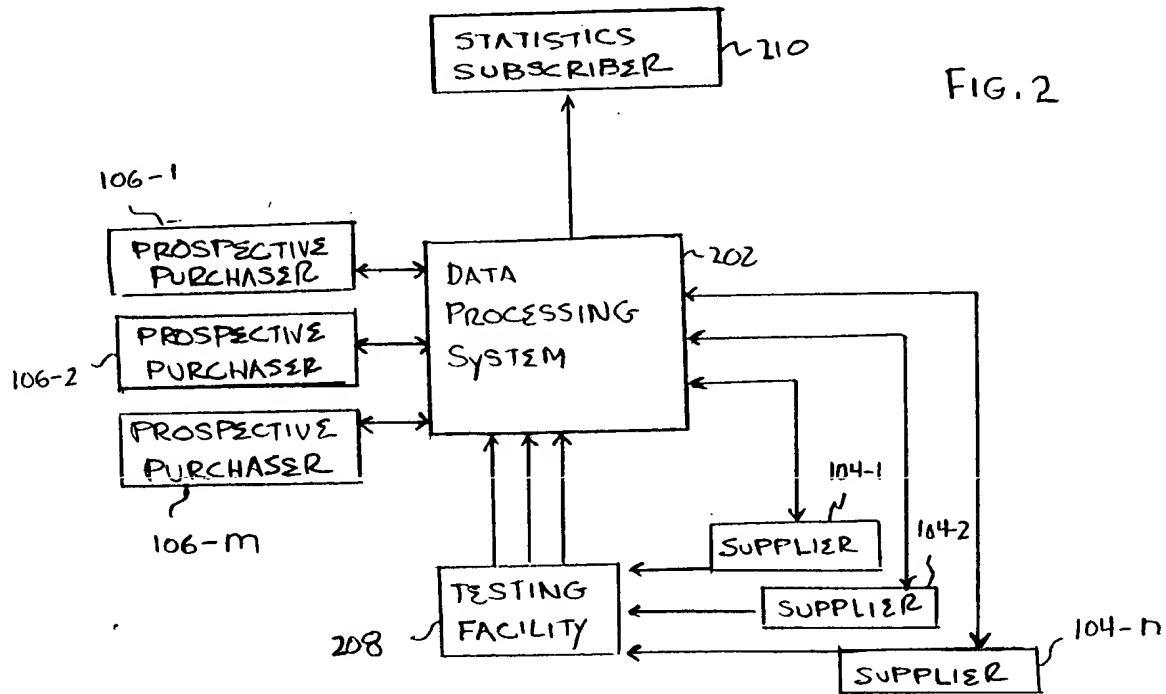 STATISTICS
SUBSCRIBER
210
FIG. 2
106-1
PROSPECTIVE
PURCHASER
202
DATA
PROCESSING
SYSTEM
PROSPECTIVE
PURCHASER
106-2
PROSPECTIVE
PURCHASER
106-m
104-1
SUPPLIER
104-2
SUPPLIER
TESTING
FACILITY
208
104-n
SUPPLIER